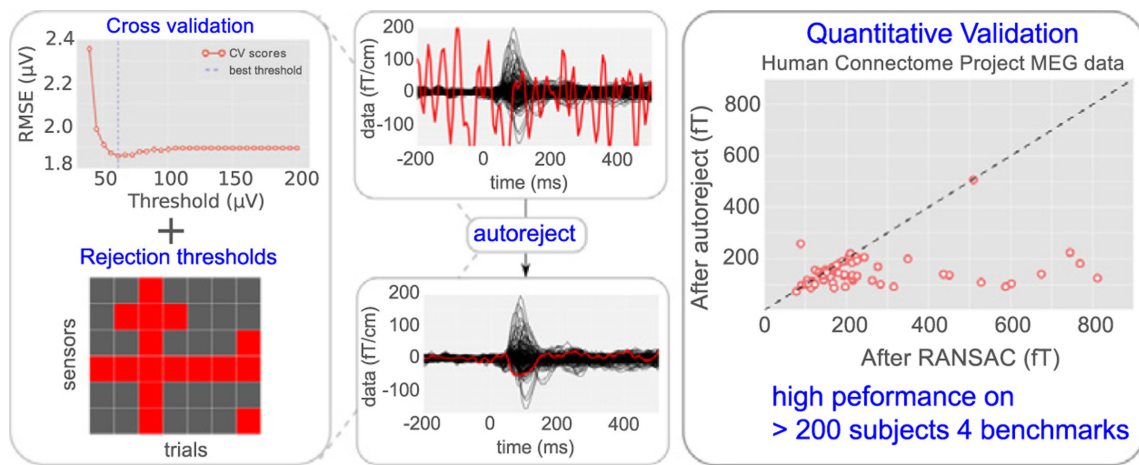 Cross validation
2.4
2.2
2.0
1.8
RMSE (μV)
CV scores
best threshold
50
100
150
200
Threshold (μV)
+
Rejection thresholds
sensors
trials
200
100
0
-100
data (fT/cm)
-200
0
200
400
time (ms)
autoreject
200
100
0
-100
data (fT/cm)
-200
0
200
400
time (ms)
Quantitative Validation
Human Connectome Project MEG data
800
600
400
200
0
After autoreject (fT)
0
200
400
600
800
After RANSAC (fT)
high peformance on
> 200 subjects 4 benchmarks